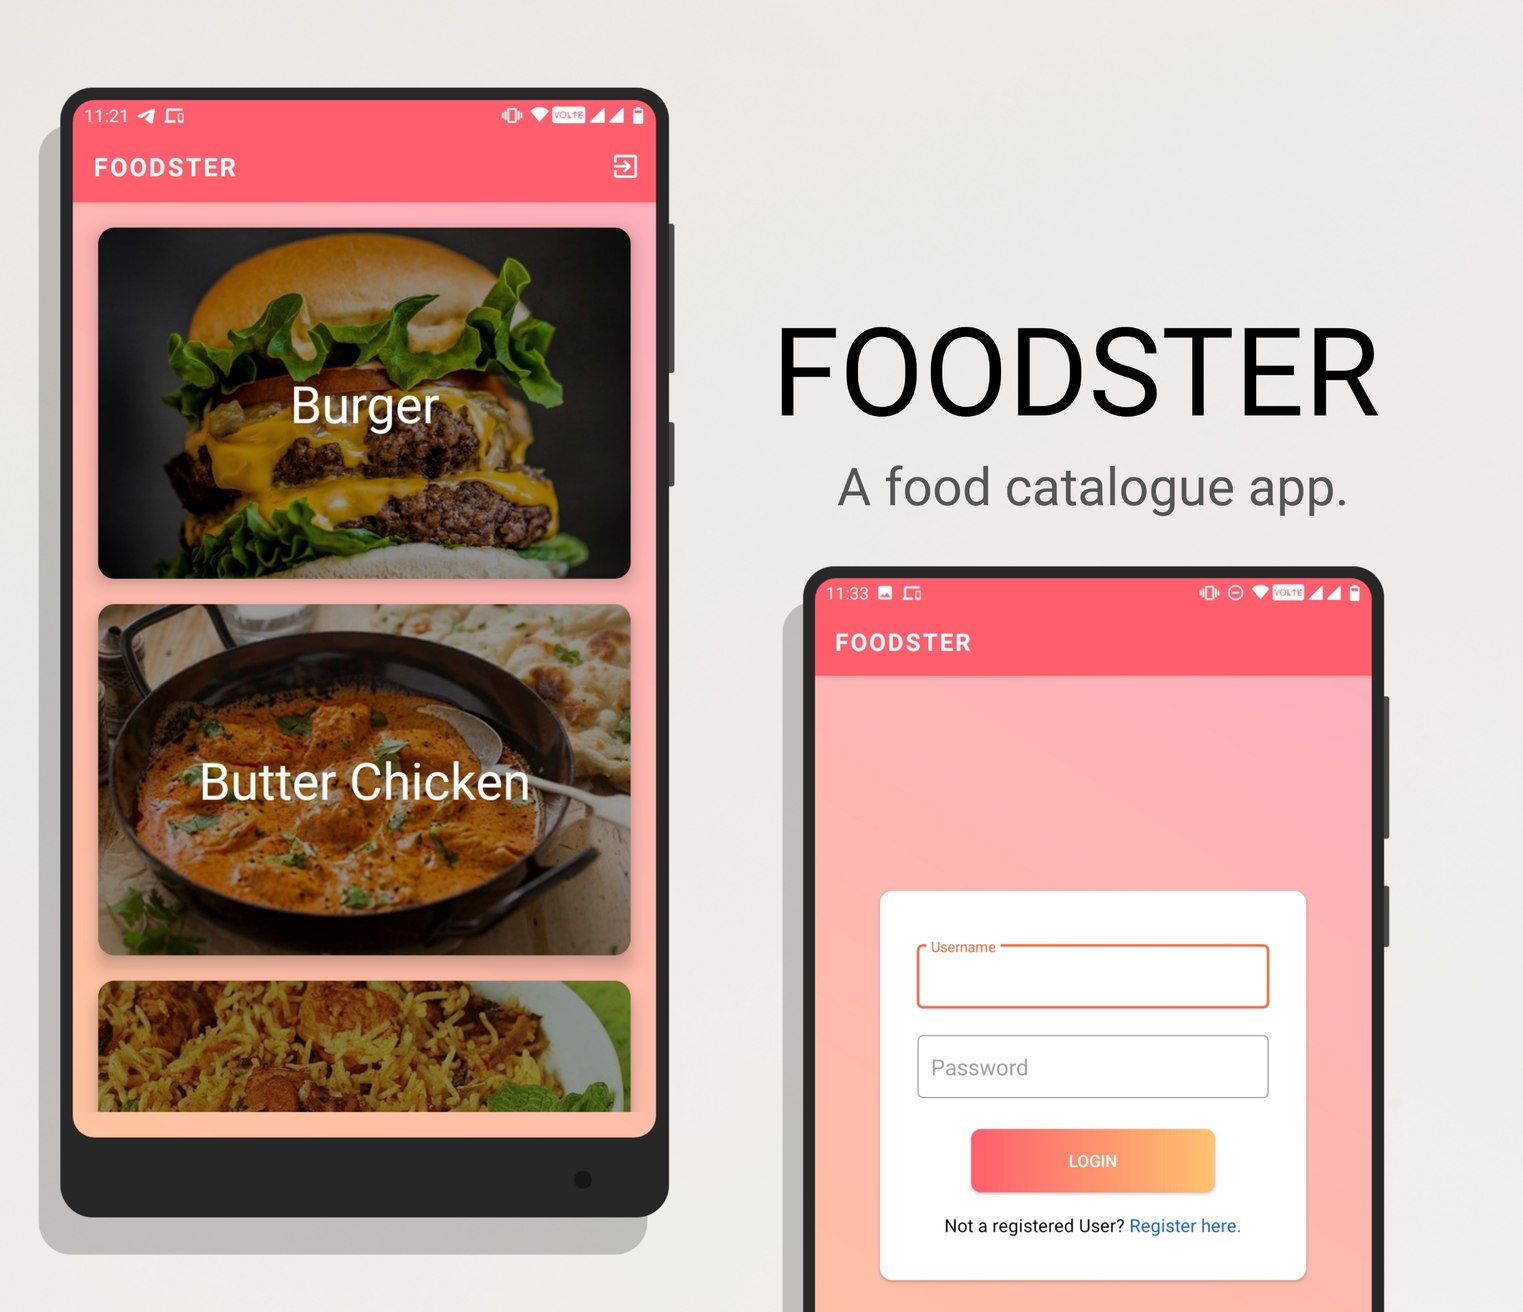 11:21 VOLTE
FOODSTER
Burger
Butter Chicken
FOODSTER
A food catalogue app.
11:33 VOLTE
FOODSTER
Username
Password
LOGIN
Not a registered User? Register here.